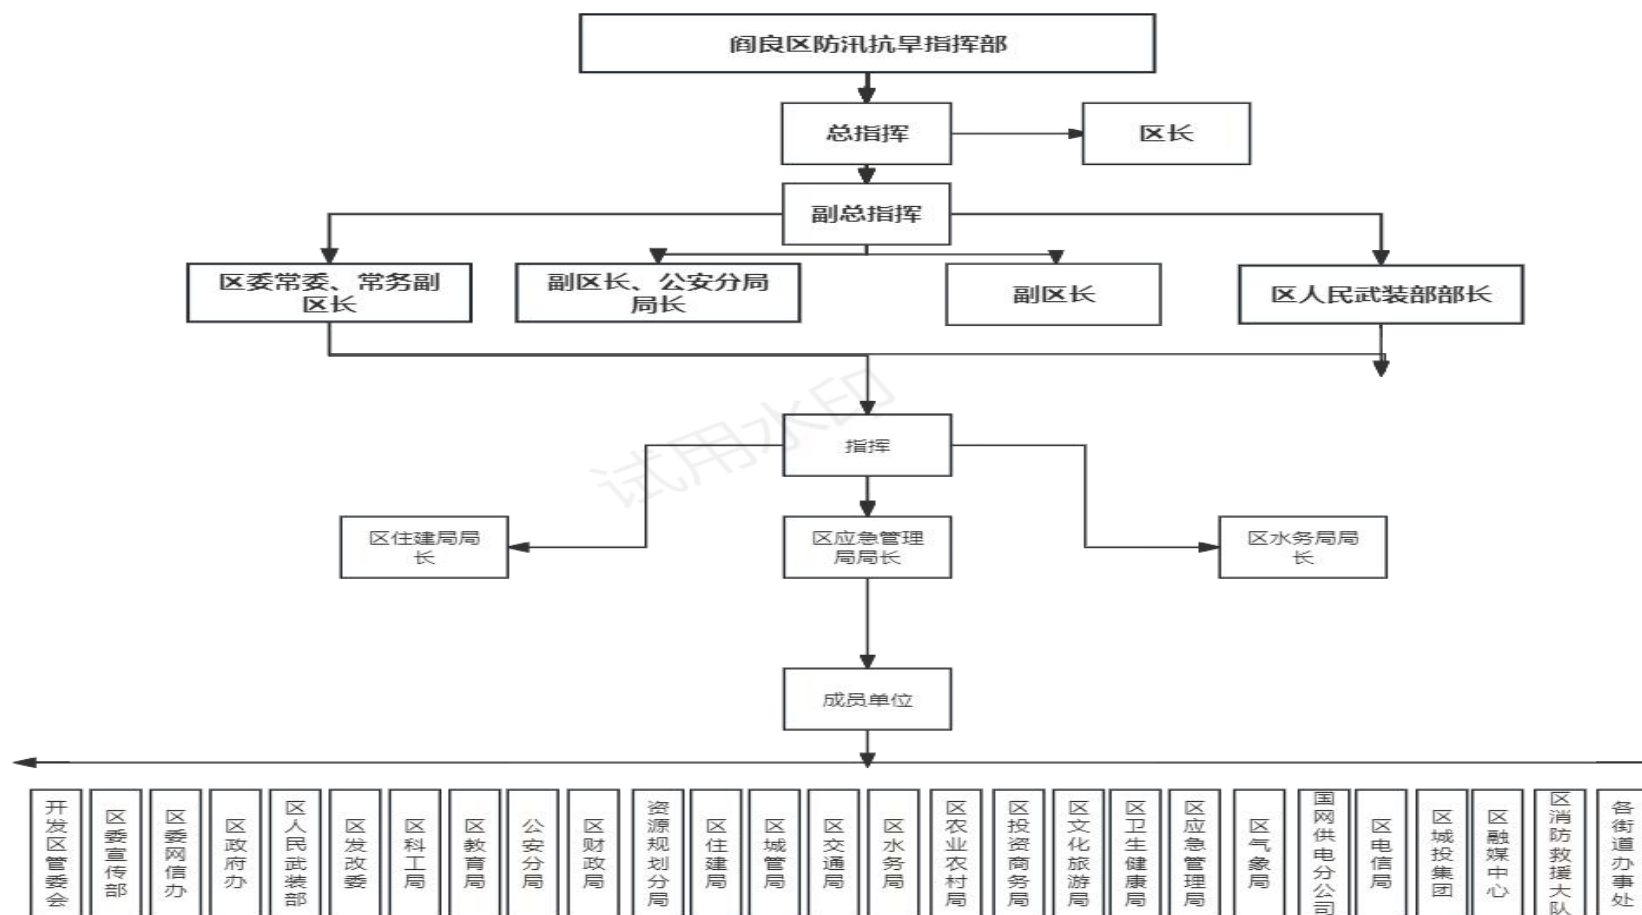 阎良区防汛抗旱指挥部
总指挥
区长
副总指挥
区委常委、常务副
区长
副区长、公安分局
局长
副区长
区人民武装部部长
试用水印
指挥
区住建局局
长
区应急管理
局局长
区水务局局
长
成员单位
开发区管委会
区委宣传部
区委网信办
区政府办
区人民武装部
区发改委
区科工局
区教育局
公安分局
区财政局
资源规划分局
区住建局
区城管局
区交通局
区水务局
区农业农村局
区投资商务局
区文化旅游局
区卫生健康局
区应急管理局
区气象局
国网供电分公司
区电信局
区城投集团
区融媒中心
区消防救援大队
各街道办事处